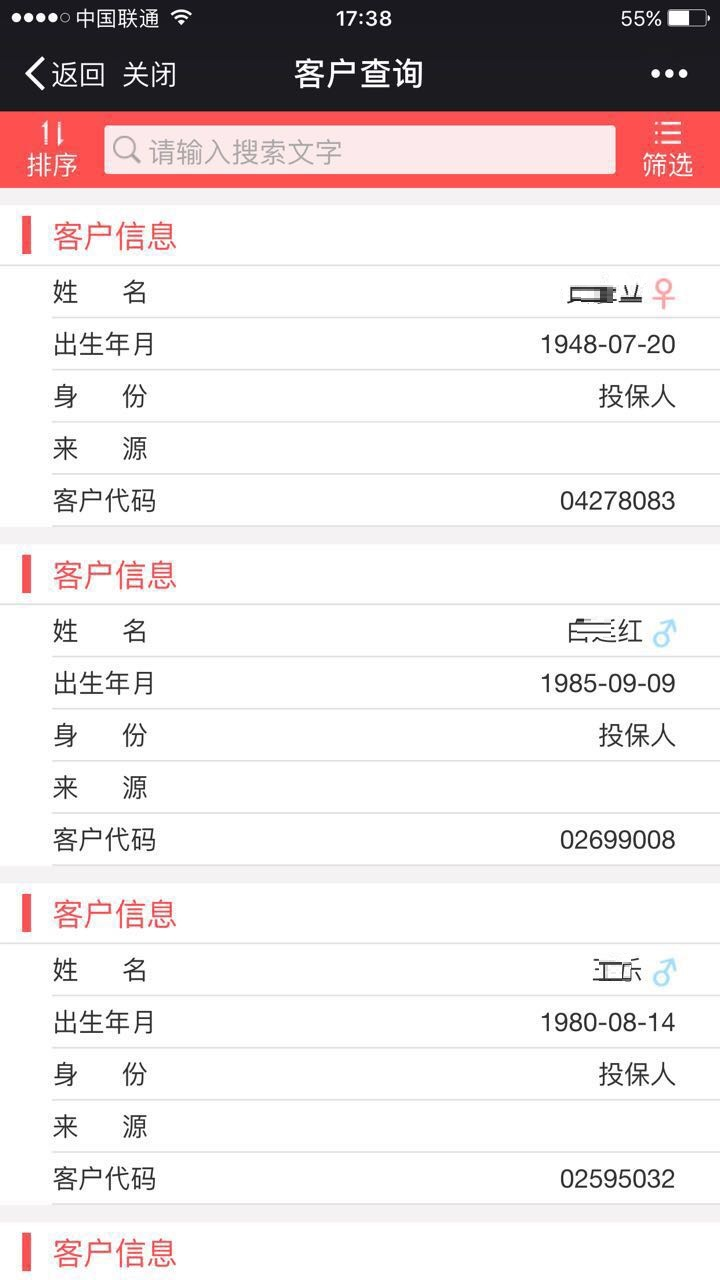 中国联通 17:38 55%
返回 关闭 客户查询
排序 请输入搜索文字 筛选
客户信息
姓 名
出生年月 1948-07-20
身 份 投保人
来 源
客户代码 04278083
客户信息
姓 名 红
出生年月 1985-09-09
身 份 投保人
来 源
客户代码 02699008
客户信息
姓 名
出生年月 1980-08-14
身 份 投保人
来 源
客户代码 02595032
客户信息